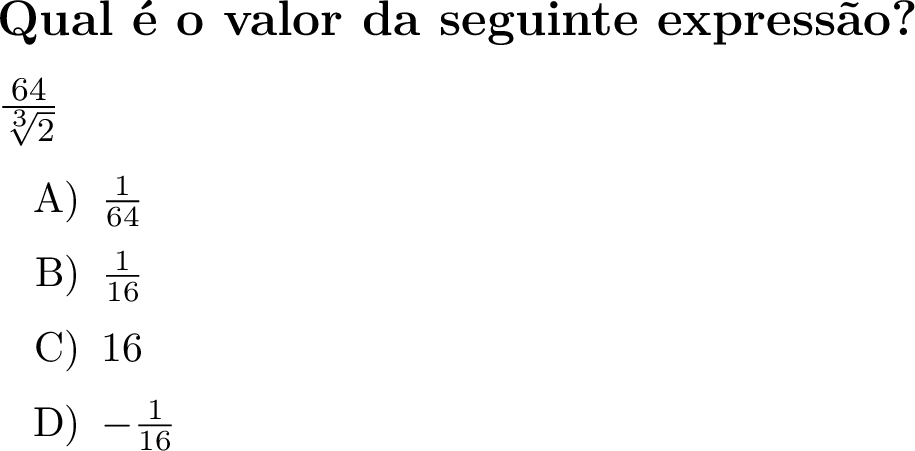 Qual é o valor da seguinte expressão?
\frac{64}{\sqrt[3]{2}}
A) \frac{1}{64}
B) \frac{1}{16}
C) 16
D) -\frac{1}{16}